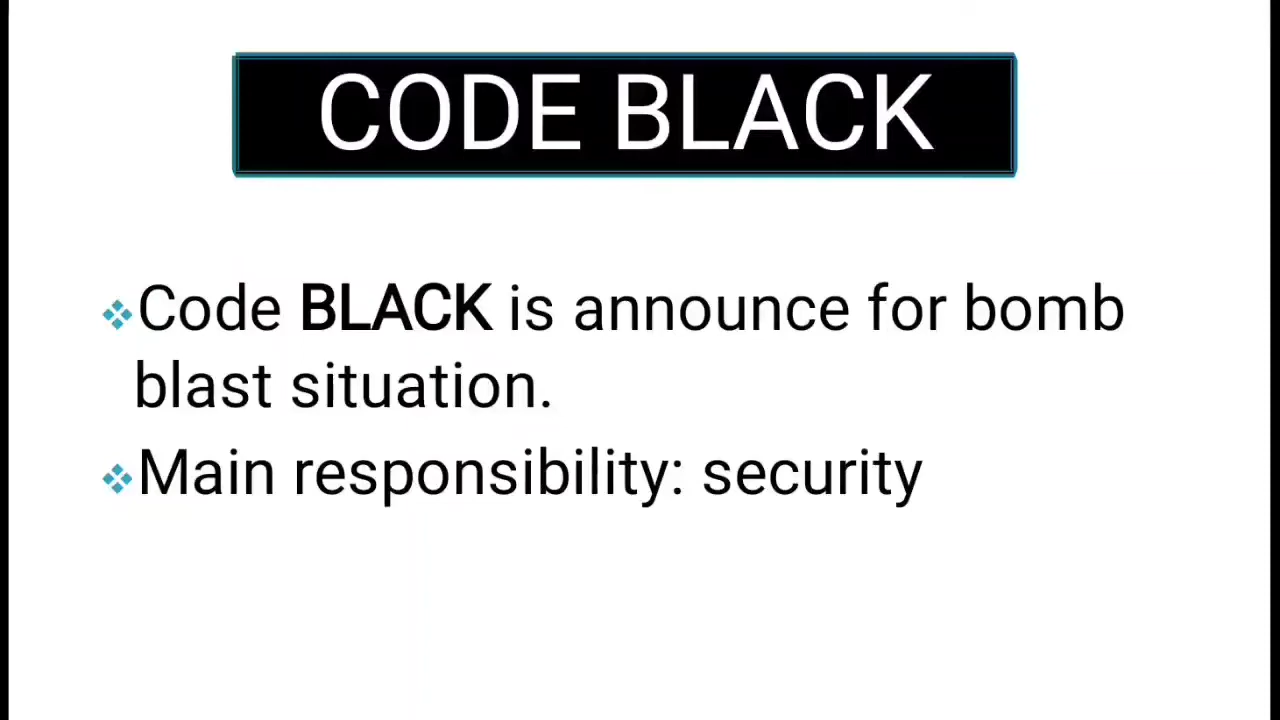 CODE BLACK
❖Code BLACK is announce for bomb
blast situation.
❖Main responsibility: security